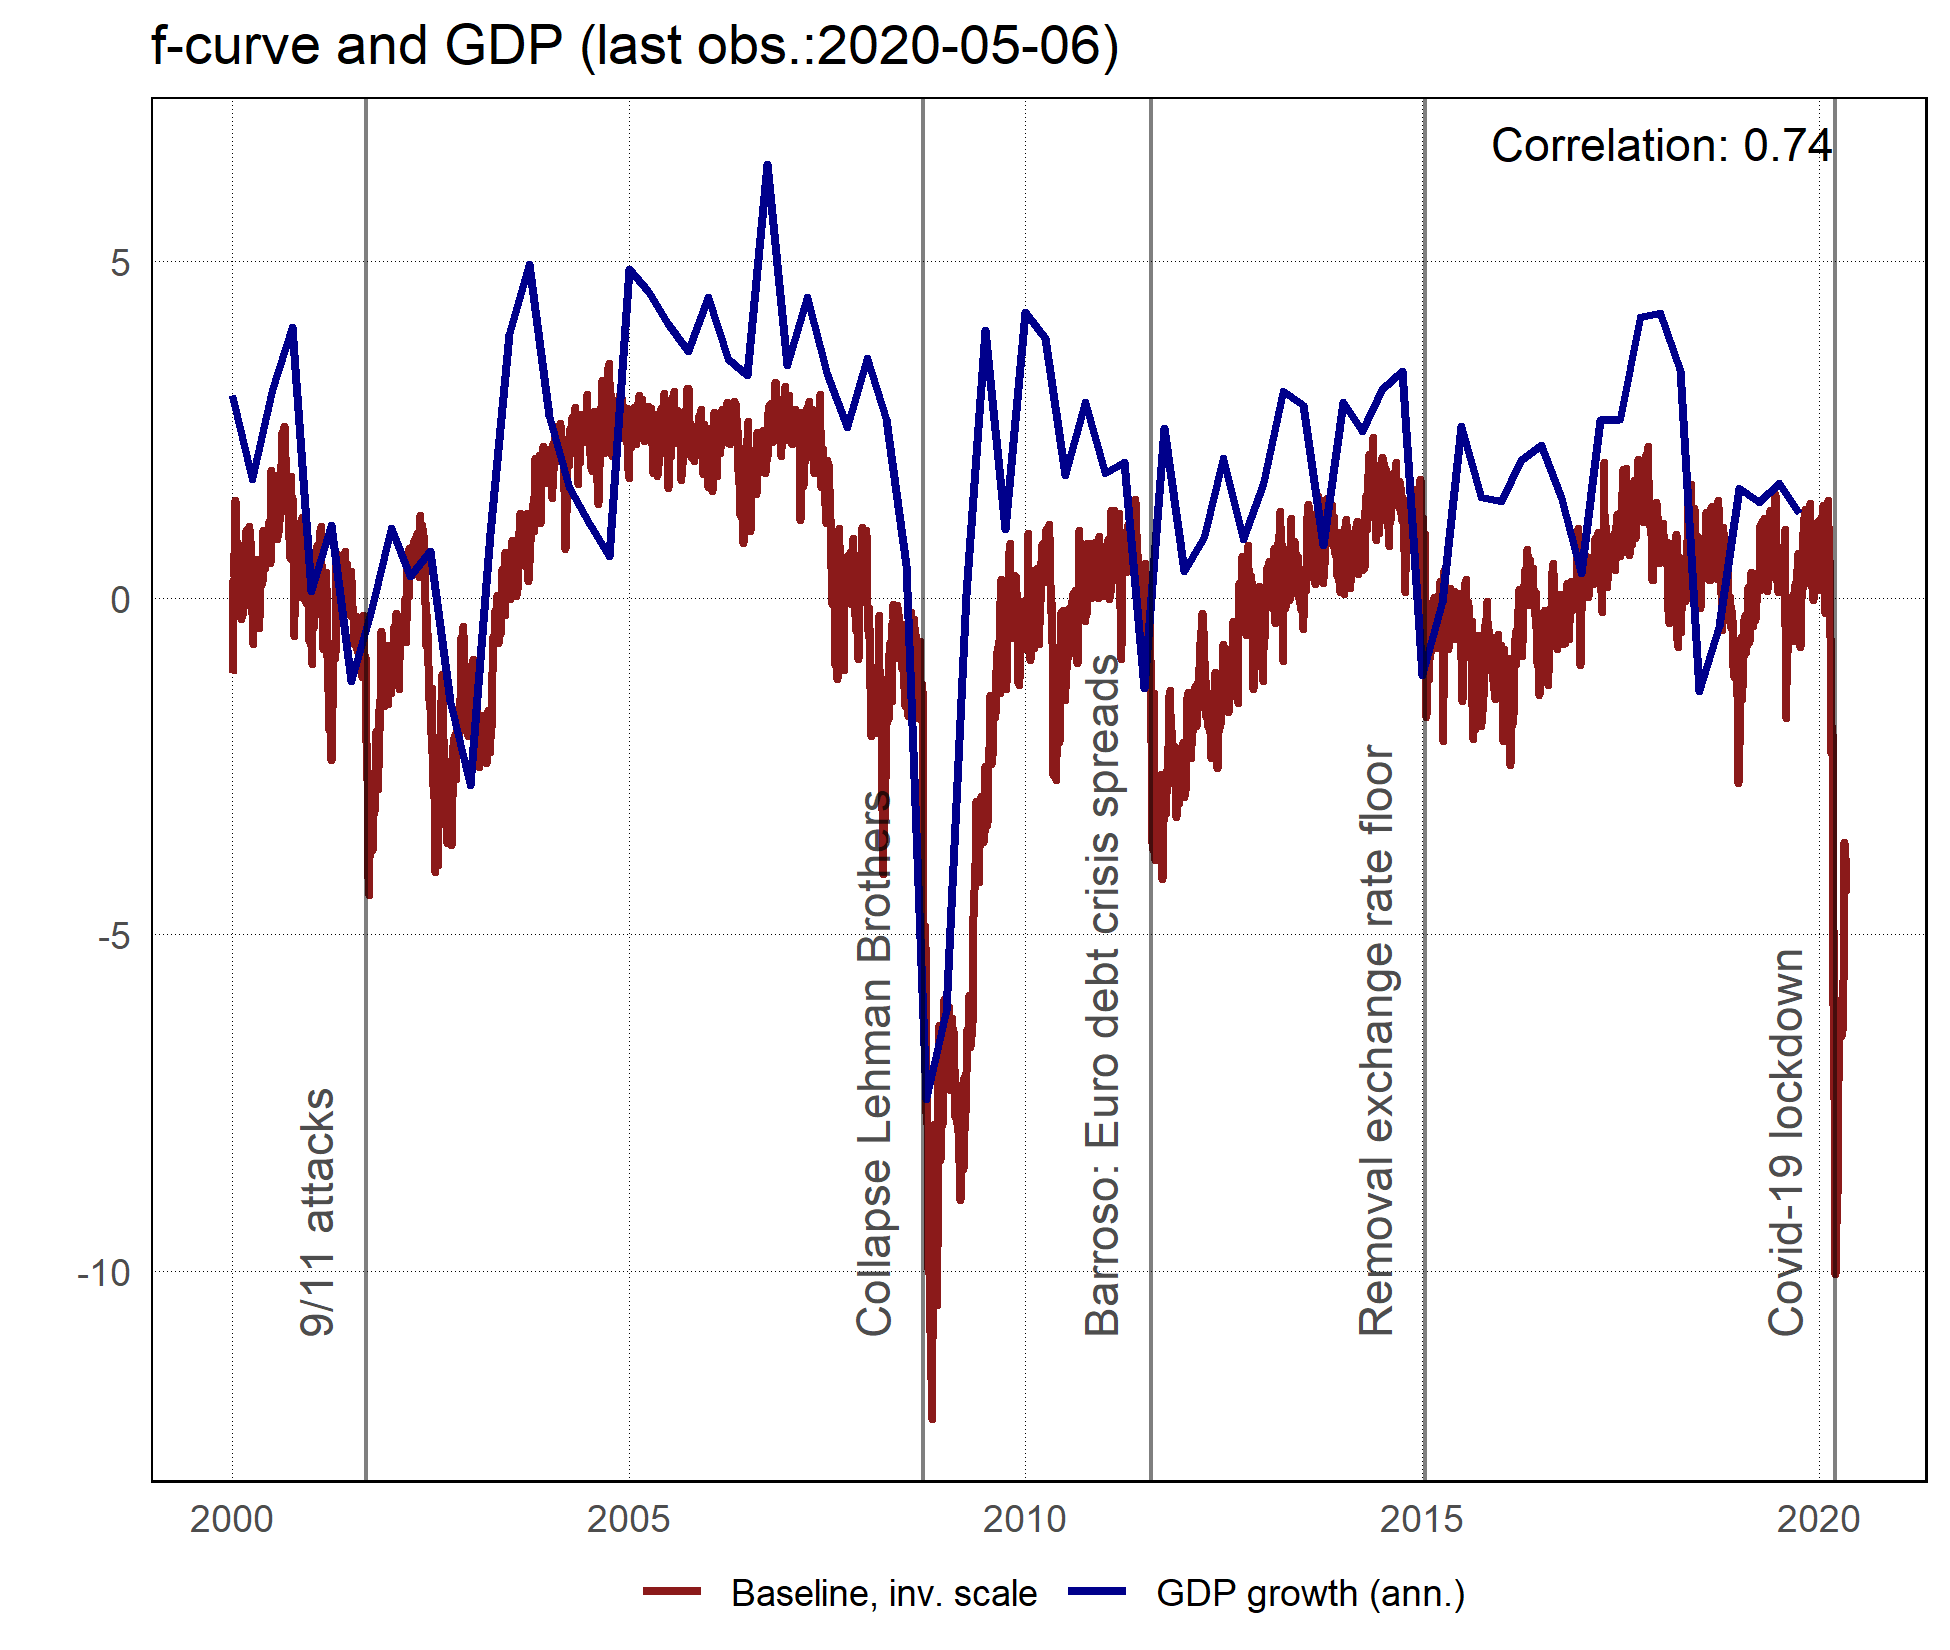 f-curve and GDP (last obs.:2020-05-06)
Correlation: 0.74
5
0
-5
-10
9/11 attacks
Collapse Lehman Brothers
Barroso: Euro debt crisis spreads
Removal exchange rate floor
Covid-19 lockdown
2000 2005 2010 2015 2020
Baseline, inv. scale GDP growth (ann.)